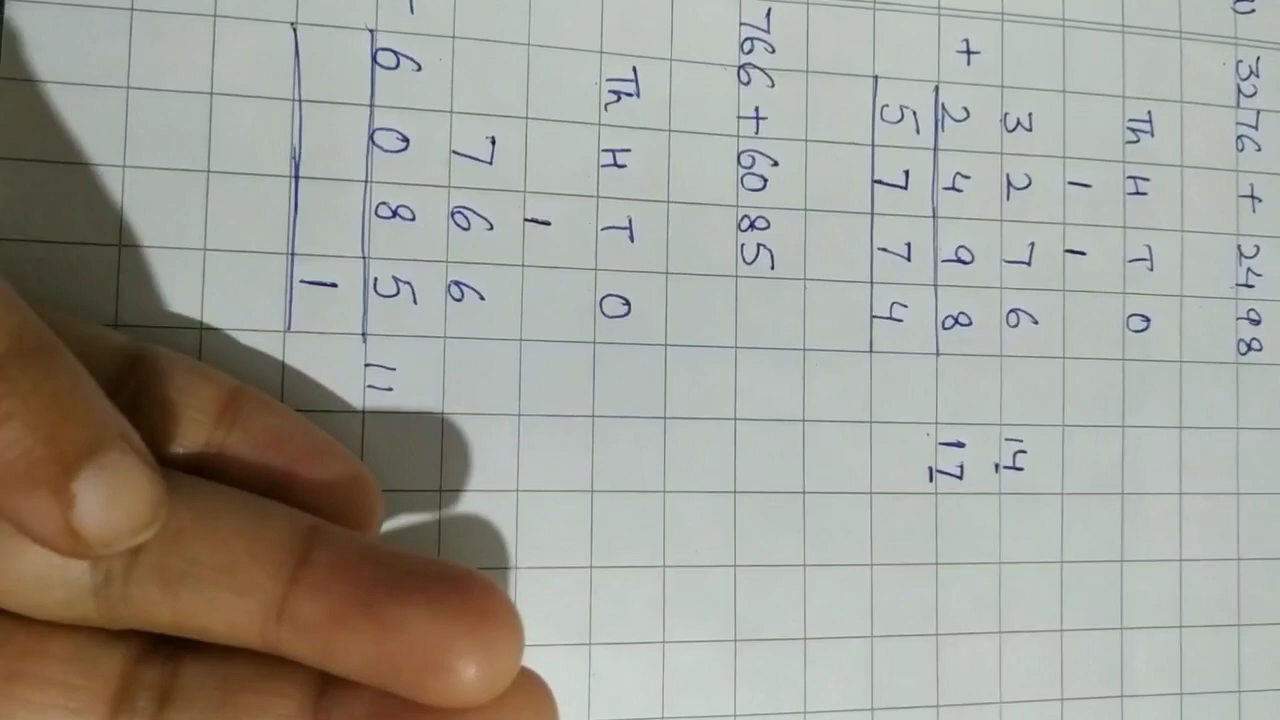 1) 3276 + 2498
Th H T O
1 1
3 2 7 6 14
+ 2 4 9 8 17
5 7 7 4
766 + 6085
Th H T O
1
7 6 6
6 0 8 5 11
1